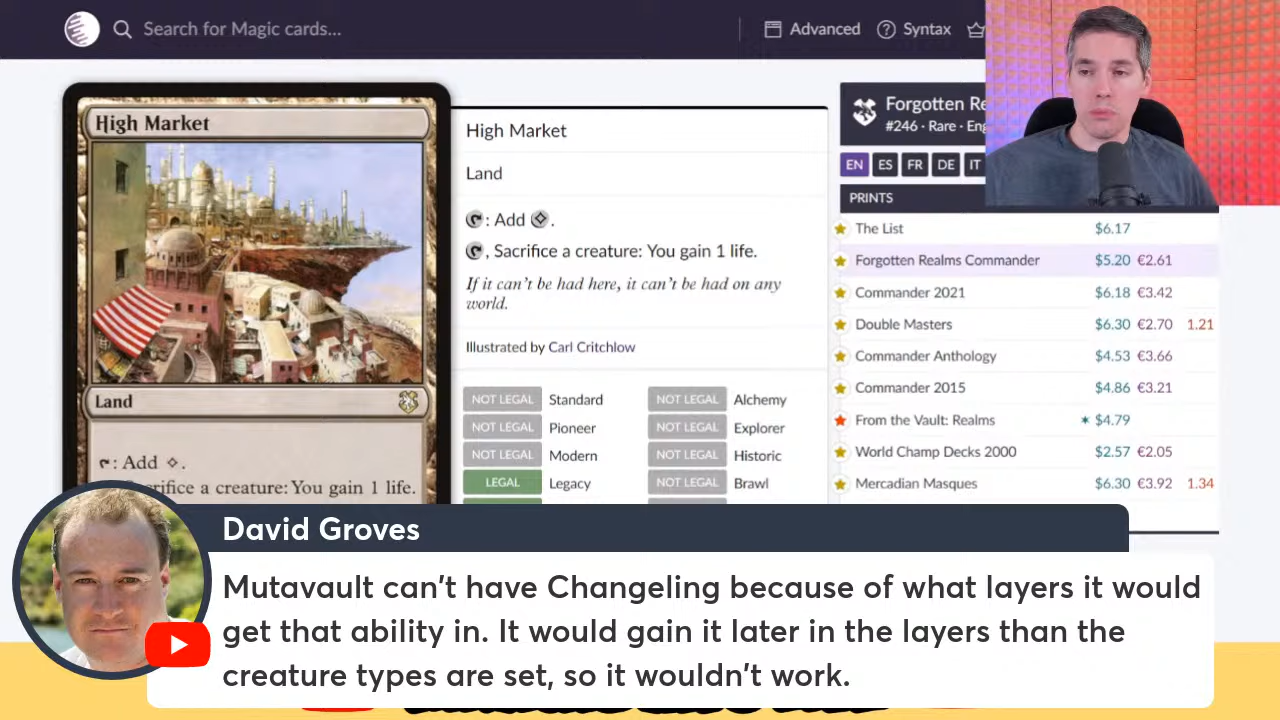 Search for Magic cards...
Advanced
Syntax
High Market
Land
: Add .
Sacrifice a creature: You gain 1 life.
High Market
Land
: Add .
, Sacrifice a creature: You gain 1 life.
If it can't be had here, it can't be had on any
world.
Illustrated by Carl Critchlow
NOT LEGAL Standard NOT LEGAL Alchemy
NOT LEGAL Pioneer NOT LEGAL Explorer
NOT LEGAL Modern NOT LEGAL Historic
LEGAL Legacy NOT LEGAL Brawl
Forgotten Re
#246 · Rare · Eng
EN ES FR DE IT
PRINTS
The List $6.17
Forgotten Realms Commander $5.20 €2.61
Commander 2021 $6.18 €3.42
Double Masters $6.30 €2.70 1.21
Commander Anthology $4.53 €3.66
Commander 2015 $4.86 €3.21
From the Vault: Realms $4.79
World Champ Decks 2000 $2.57 €2.05
Mercadian Masques $6.30 €3.92 1.34
David Groves
Mutavault can't have Changeling because of what layers it would
get that ability in. It would gain it later in the layers than the
creature types are set, so it wouldn't work.